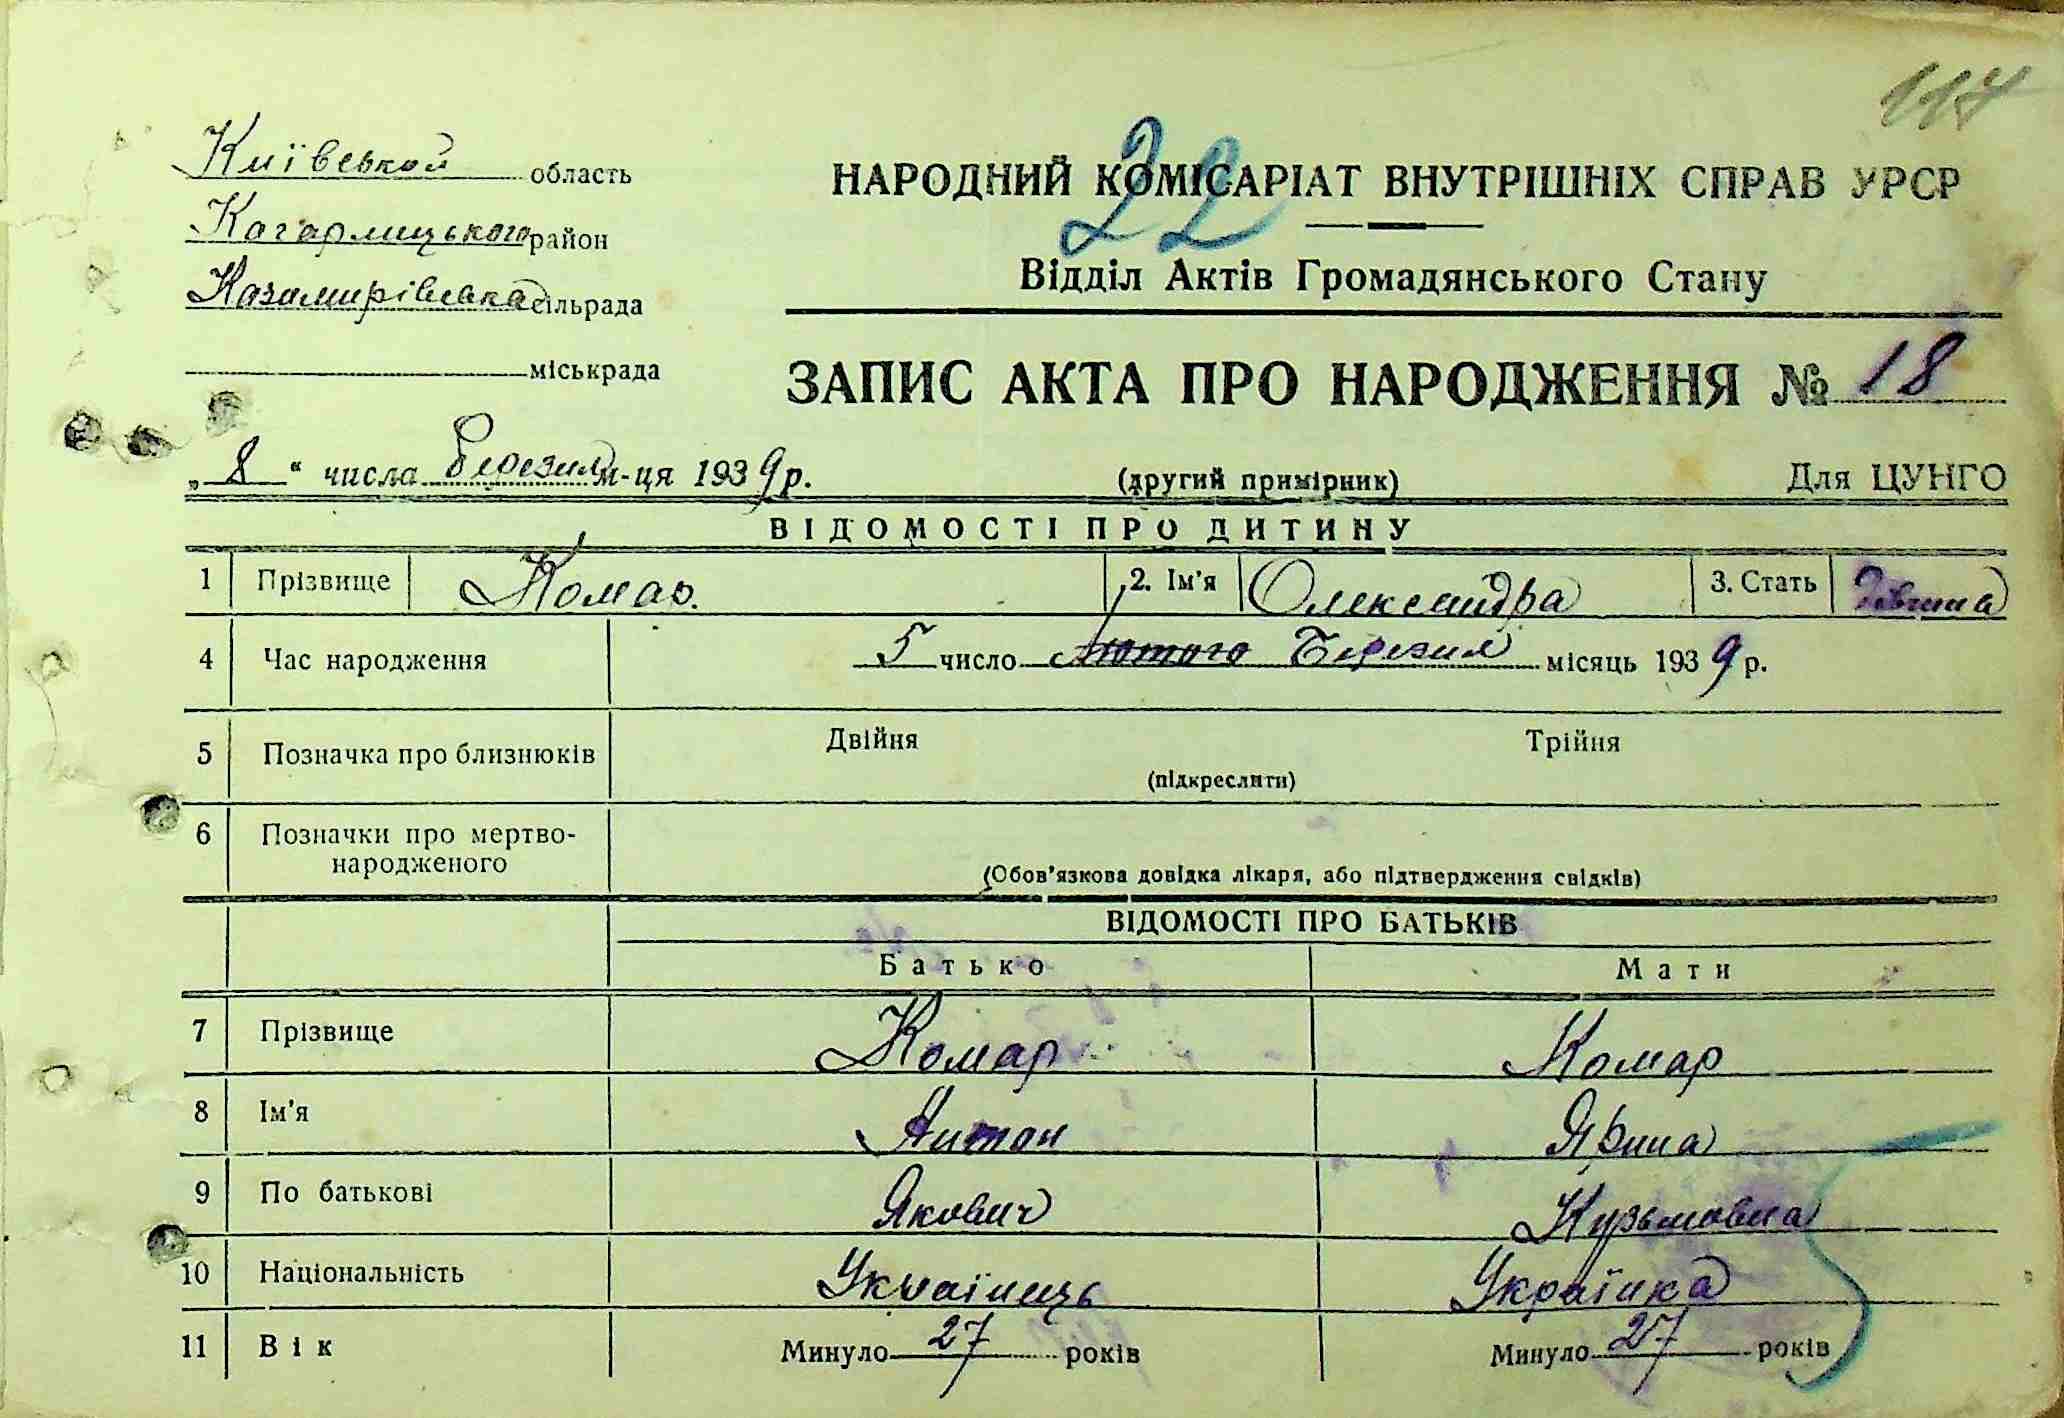 117
Київської область
Кагарлицького район
Казимирівська сільрада
міськрада
22
НАРОДНИЙ КОМІСАРІАТ ВНУТРІШНІХ СПРАВ УРСР
Відділ Актів Громадянського Стану
ЗАПИС АКТА ПРО НАРОДЖЕННЯ № 18
„ 8 “ числа Березня м-ця 1939 р. (другий примірник) Для ЦУНГО
ВІДОМОСТІ ПРО ДИТИНУ
1 Прізвище Комар. 2. Ім'я Олександра 3. Стать Дівчина
4 Час народження 5 число лютого Березня місяць 1939 р.
5 Позначка про близнюків Двійня Трійня
(підкреслити)
6 Позначки про мертво-
народженого
(Обов'язкова довідка лікаря, або підтвердження свідків)
ВІДОМОСТІ ПРО БАТЬКІВ
Батько Мати
7 Прізвище Комар Комар
8 Ім'я Антон Ярина
9 По батькові Якович Кузьмовна
10 Національність Українець Українка
11 Вік Минуло 27 років Минуло 27 років